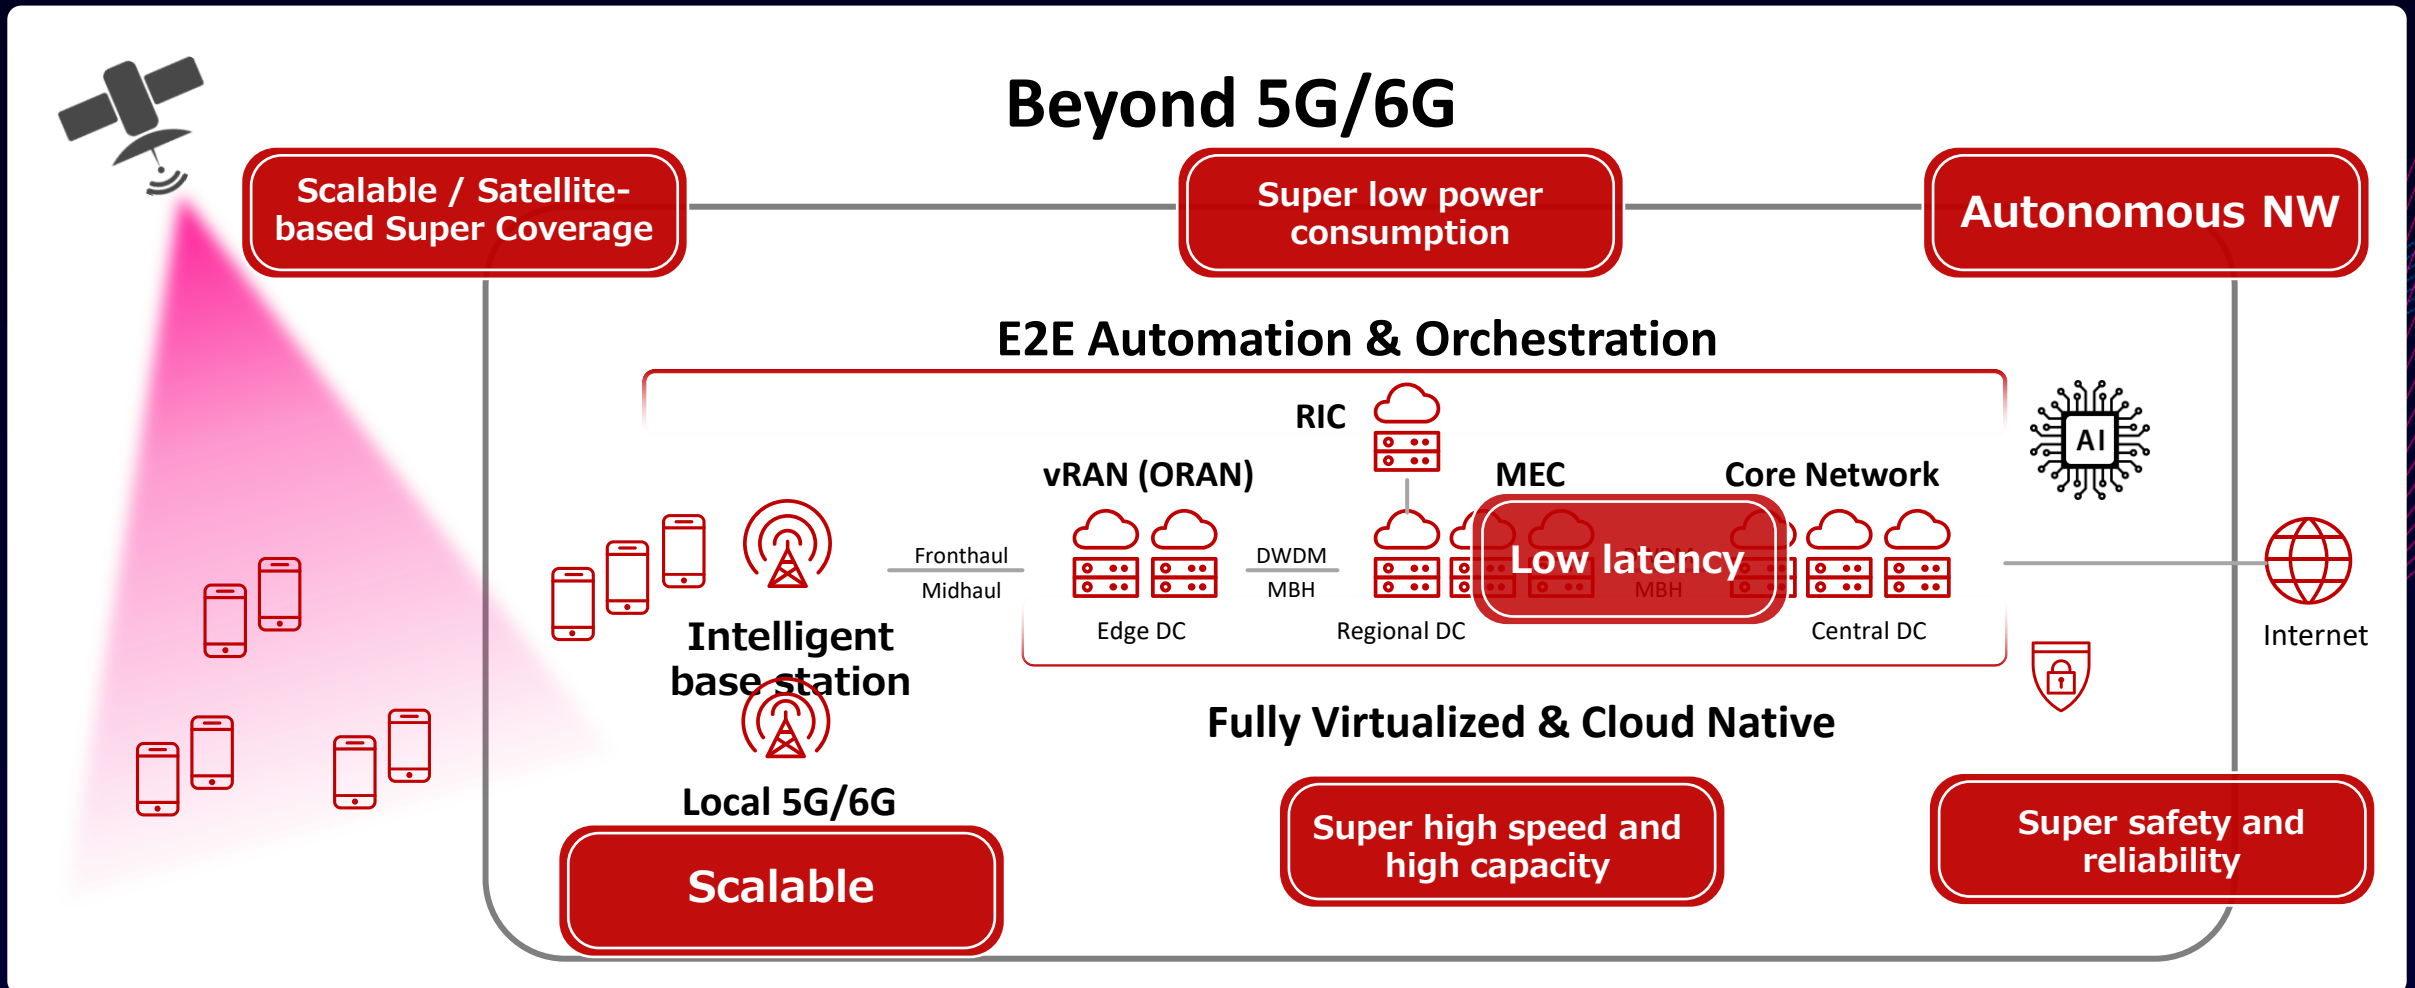 Beyond 5G/6G
Scalable / Satellite-
based Super Coverage
Super low power
consumption
Autonomous NW
E2E Automation & Orchestration
RIC
AI
vRAN (ORAN)
MEC
Core Network
Fronthaul
Midhaul
DWDM
MBH
Low latency
MBH
Edge DC
Regional DC
Central DC
Internet
Intelligent
base station
Fully Virtualized & Cloud Native
Local 5G/6G
Scalable
Super high speed and
high capacity
Super safety and
reliability